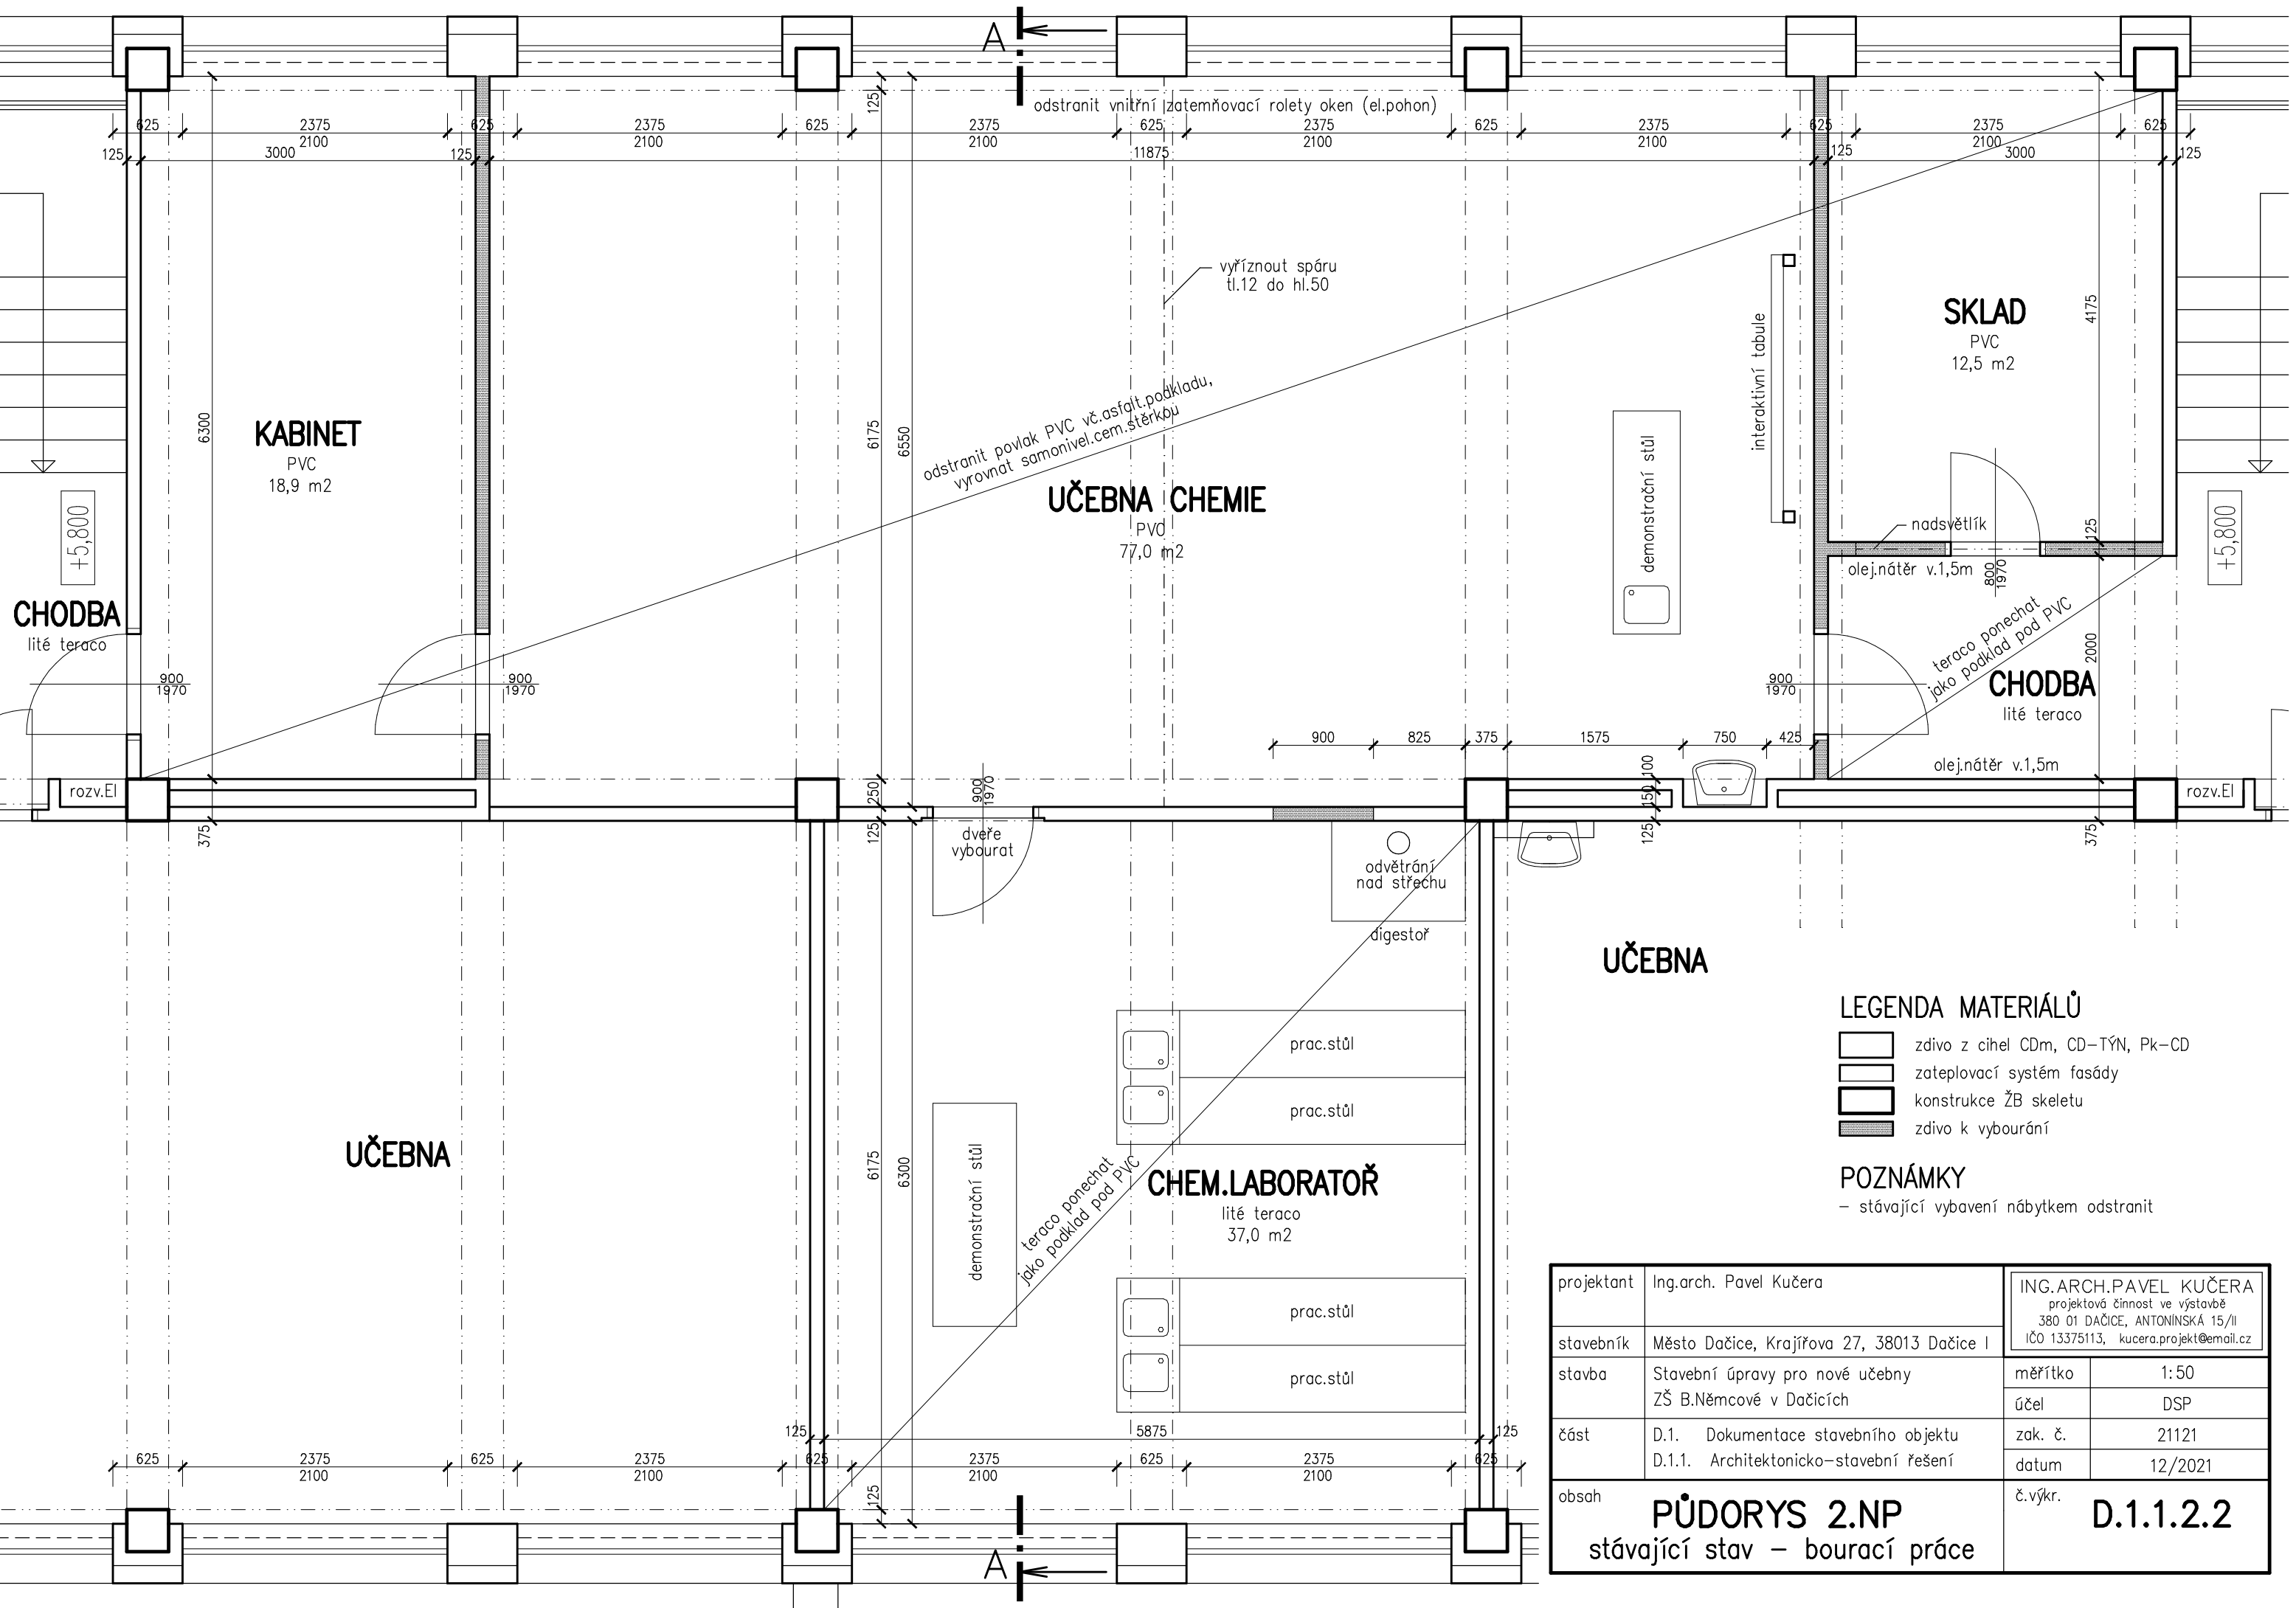 A
odstranit vnitřní zatemňovací rolety oken (el.pohon)
125
625 2375 625 2375 625 2375 625 2375 625 2375 625 2375 625
2100 2100 2100 2100 2100 2100
125 3000 125 11875 125 3000 125
vyříznout spáru
tl.12 do hl.50
interaktivní tabule
SKLAD
PVC
12,5 m2
4175
KABINET
PVC
18,9 m2
6300
6175
6550
odstranit povlak PVC vč.asfalt.podkladu,
vyrovnat samonivel.cem.stěrkou
UČEBNA CHEMIE
PVC
77,0 m2
demonstrační stůl
nadsvětlík
125
olej.nátěr v.1,5m
800
1970
+5,800
+5,800
CHODBA
lité teraco
900
1970
900
1970
900
1970
teraco ponechat
jako podklad pod PVC
2000
CHODBA
lité teraco
900 825 375 1575 750 425
olej.nátěr v.1,5m
rozv.El
rozv.El
375
250
125
900
1970
100
150
125
375
dveře
vybourat
odvětrání
nad střechu
digestoř
UČEBNA
prac.stůl
prac.stůl
LEGENDA MATERIÁLŮ
zdivo z cihel CDm, CD-TÝN, Pk-CD
zateplovací systém fasády
konstrukce ŽB skeletu
zdivo k vybourání
POZNÁMKY
- stávající vybavení nábytkem odstranit
UČEBNA
6175
6300
demonstrační stůl
teraco ponechat
jako podklad pod PVC
CHEM.LABORATOŘ
lité teraco
37,0 m2
prac.stůl
prac.stůl
125 5875 125
625 2375 625 2375 625 2375 625 2375 625
2100 2100 2100 2100
125
A
projektant Ing.arch. Pavel Kučera
ING.ARCH.PAVEL KUČERA
projektová činnost ve výstavbě
380 01 DAČICE, ANTONÍNSKÁ 15/II
IČO 13375113, kucera.projekt@email.cz
stavebník Město Dačice, Krajířova 27, 38013 Dačice I
stavba Stavební úpravy pro nové učebny
ZŠ B.Němcové v Dačicích
měřítko 1:50
účel DSP
část D.1. Dokumentace stavebního objektu
D.1.1. Architektonicko-stavební řešení
zak. č. 21121
datum 12/2021
obsah PŮDORYS 2.NP
stávající stav - bourací práce
č.výkr. D.1.1.2.2